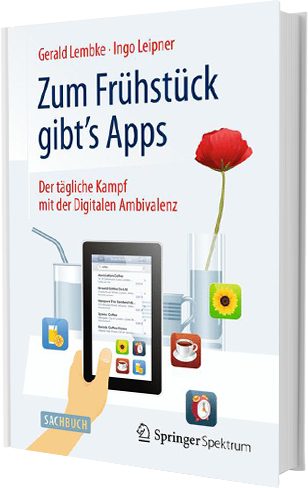 Gerald Lembke · Ingo Leipner
Zum Frühstück
gibt's Apps
Der tägliche Kampf
mit der Digitalen Ambivalenz
SACHBUCH
Springer Spektrum